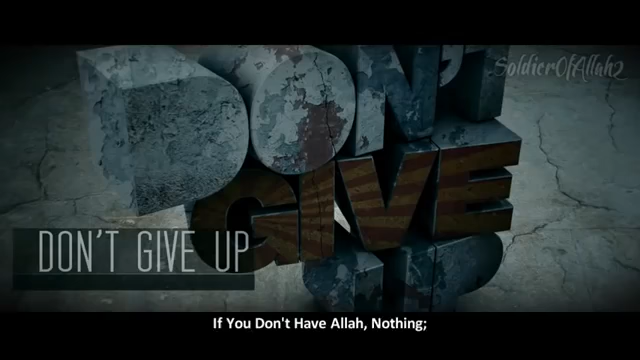 SoldierOfAllah2
DON'T
GIVE
UP
DON'T GIVE UP
If You Don't Have Allah, Nothing;